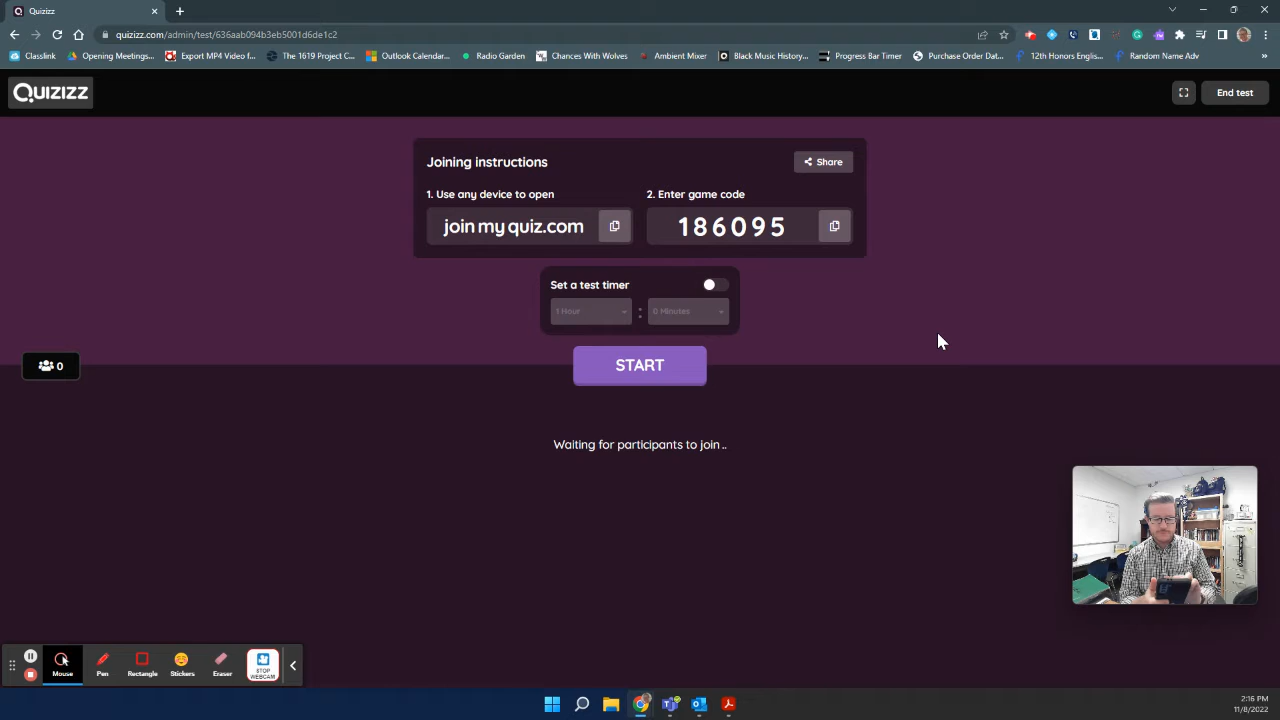 Quizizz
quizizz.com/admin/test/636aab094b3eb5001d6de1c2
Classlink
Opening Meetings...
Export MP4 Video f...
The 1619 Project C...
Outlook Calendar...
Radio Garden
Chances With Wolves
Ambient Mixer
Black Music History...
Progress Bar Timer
Purchase Order Dat...
12th Honors Englis...
Random Name Adv
»
QUIZIZZ
End test
Joining instructions
Share
1. Use any device to open
2. Enter game code
joinmyquiz.com
186095
Set a test timer
1 Hour
:
0 Minutes
0
START
Waiting for participants to join ..
Mouse
Pen
Rectangle
Stickers
Eraser
STOP
WEBCAM
2:16 PM
11/8/2022